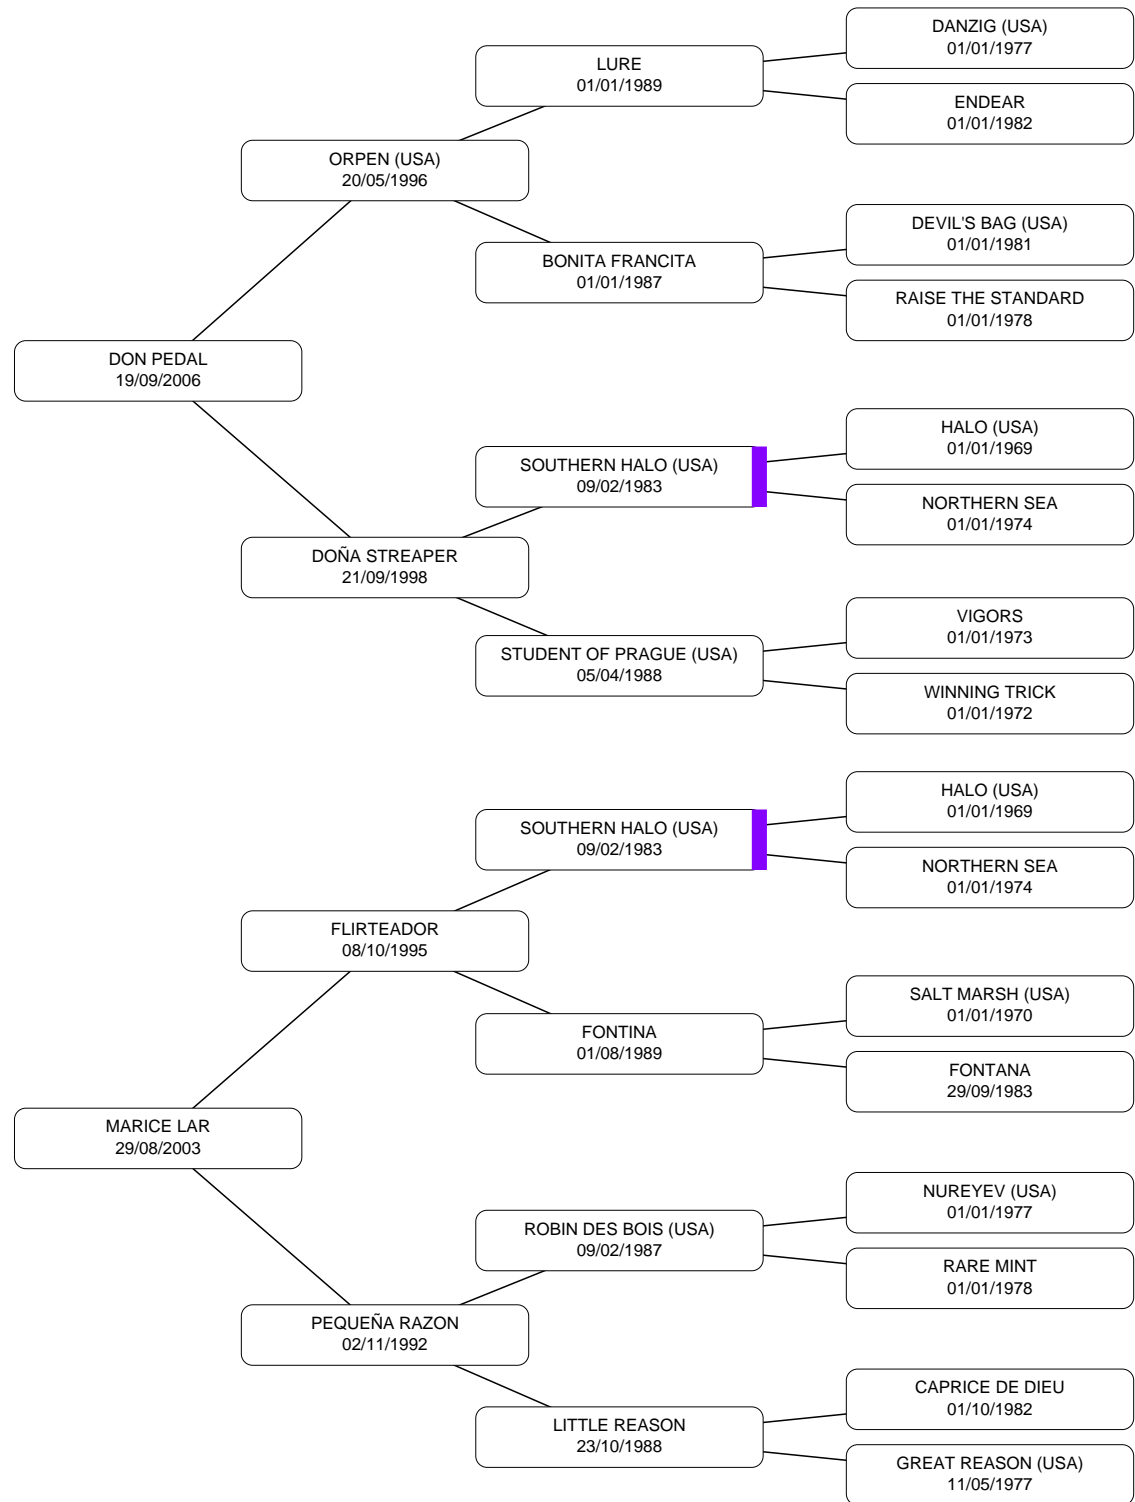 DANZIG (USA)
01/01/1977
LURE
01/01/1989
ENDEAR
01/01/1982
ORPEN (USA)
20/05/1996
DEVIL'S BAG (USA)
01/01/1981
BONITA FRANCITA
01/01/1987
RAISE THE STANDARD
01/01/1978
DON PEDAL
19/09/2006
HALO (USA)
01/01/1969
SOUTHERN HALO (USA)
09/02/1983
NORTHERN SEA
01/01/1974
DOÑA STREAPER
21/09/1998
VIGORS
01/01/1973
STUDENT OF PRAGUE (USA)
05/04/1988
WINNING TRICK
01/01/1972
HALO (USA)
01/01/1969
SOUTHERN HALO (USA)
09/02/1983
NORTHERN SEA
01/01/1974
FLIRTEADOR
08/10/1995
SALT MARSH (USA)
01/01/1970
FONTINA
01/08/1989
FONTANA
29/09/1983
MARICE LAR
29/08/2003
NUREYEV (USA)
01/01/1977
ROBIN DES BOIS (USA)
09/02/1987
RARE MINT
01/01/1978
PEQUEÑA RAZON
02/11/1992
CAPRICE DE DIEU
01/10/1982
LITTLE REASON
23/10/1988
GREAT REASON (USA)
11/05/1977